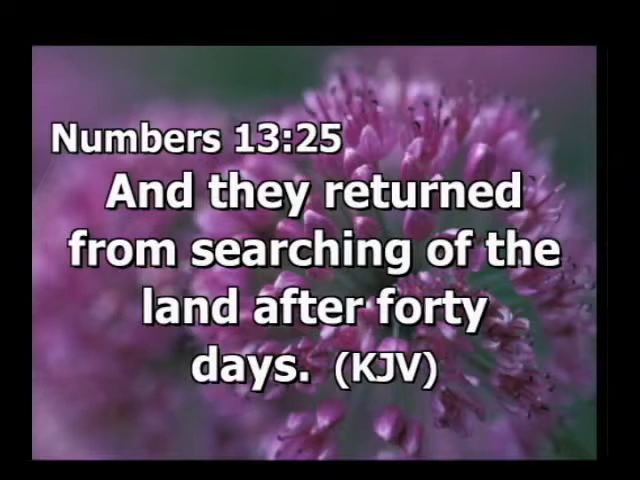 Numbers 13:25
And they returned
from searching of the
land after forty
days. (KJV)